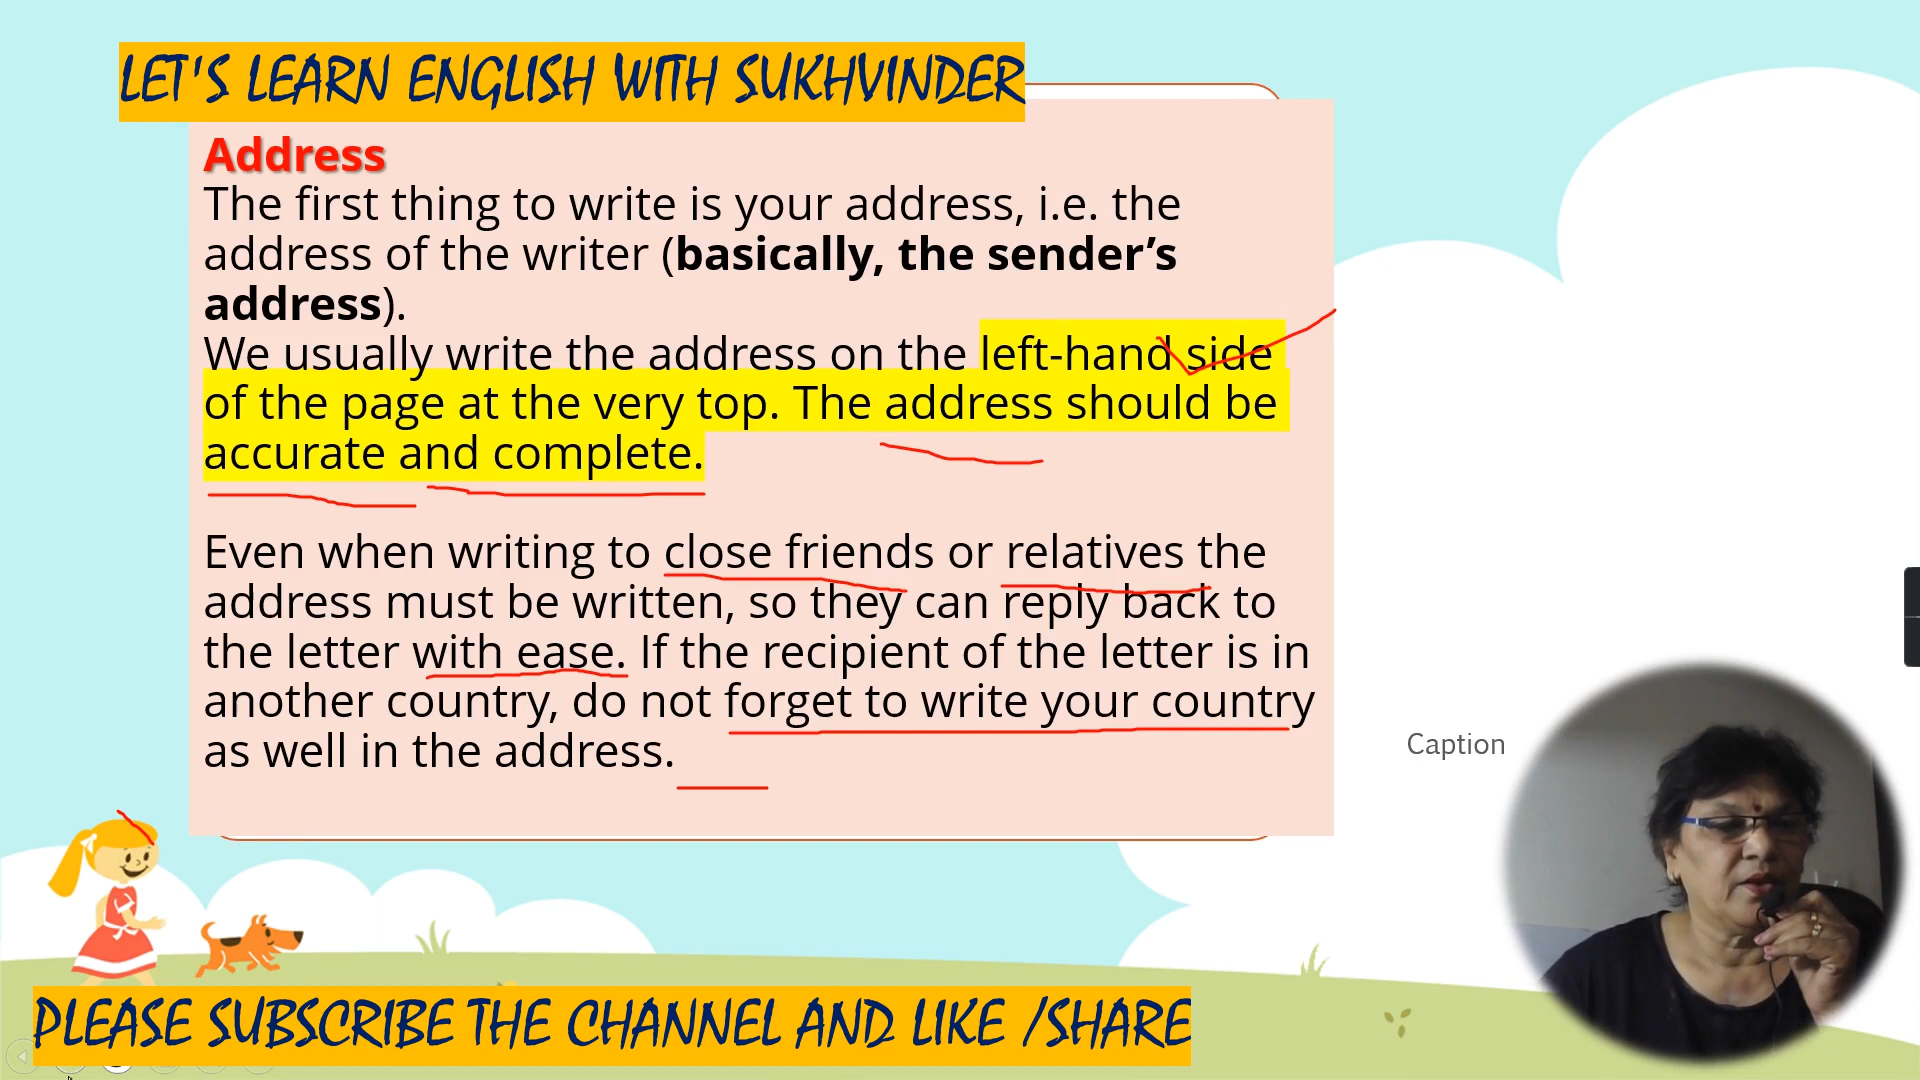 LET'S LEARN ENGLISH WITH SUKHVINDER
Address
The first thing to write is your address, i.e. the
address of the writer (basically, the sender’s
address).
We usually write the address on the left-hand side
of the page at the very top. The address should be
accurate and complete.
Even when writing to close friends or relatives the
address must be written, so they can reply back to
the letter with ease. If the recipient of the letter is in
another country, do not forget to write your country
as well in the address.
Caption
PLEASE SUBSCRIBE THE CHANNEL AND LIKE /SHARE